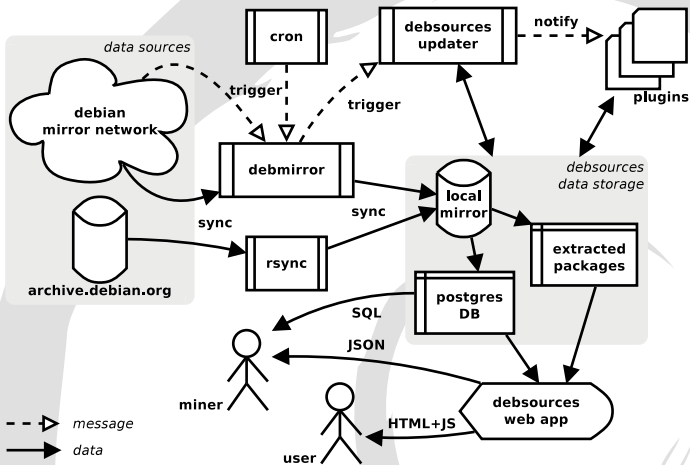 data sources
cron
debsources
updater
notify
plugins
debian
mirror network
trigger
trigger
debmirror
debsources
data storage
local
mirror
sync
sync
archive.debian.org
rsync
extracted
packages
postgres
DB
SQL
JSON
miner
debsources
web app
HTML+JS
user
message
data